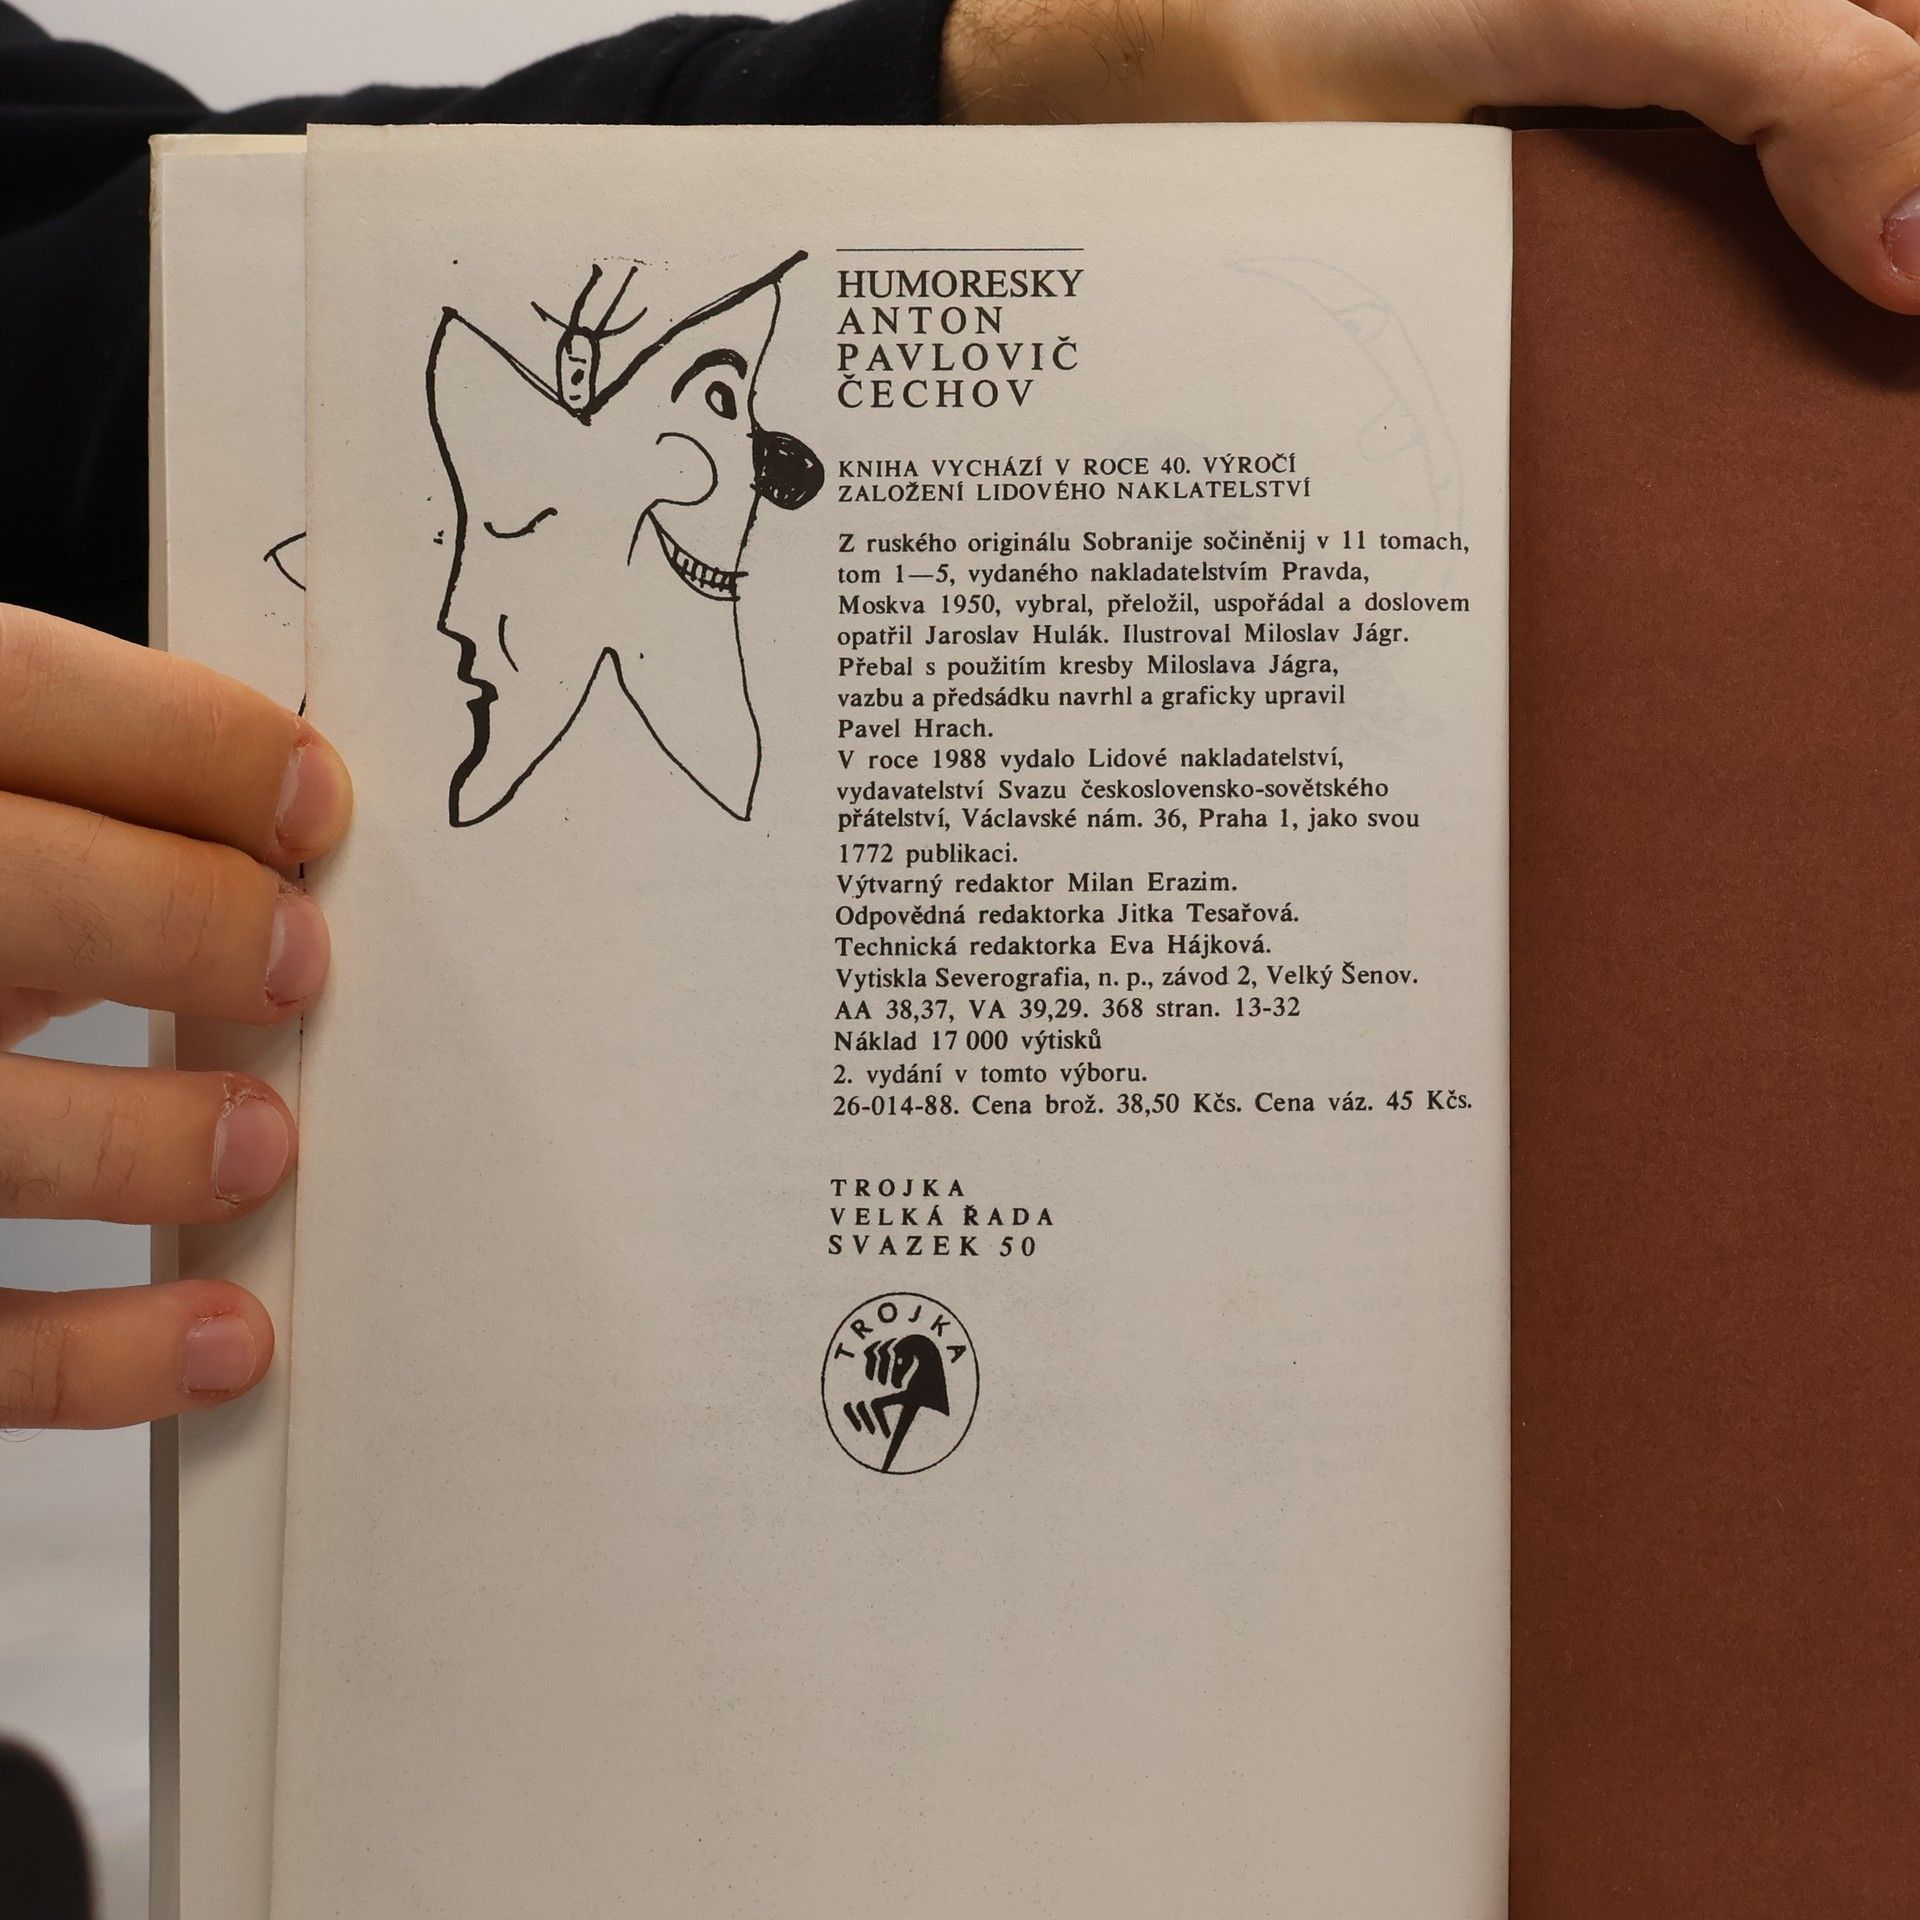 HUMORESKY
ANTON
PAVLOVIČ
ČECHOV
KNIHA VYCHÁZÍ V ROCE 40. VÝROČÍ
ZALOŽENÍ LIDOVÉHO NAKLATELSTVÍ
Z ruského originálu Sobranije sočiněnij v 11 tomach,
tom 1—5, vydaného nakladatelstvím Pravda,
Moskva 1950, vybral, přeložil, uspořádal a doslovem
opatřil Jaroslav Hulák. Ilustroval Miloslav Jágr.
Přebal s použitím kresby Miloslava Jágra,
vazbu a předsádku navrhl a graficky upravil
Pavel Hrach.
V roce 1988 vydalo Lidové nakladatelství,
vydavatelství Svazu československo-sovětského
přátelství, Václavské nám. 36, Praha 1, jako svou
1772 publikaci.
Výtvarný redaktor Milan Erazim.
Odpovědná redaktorka Jitka Tesařová.
Technická redaktorka Eva Hájková.
Vytiskla Severografia, n. p., závod 2, Velký Šenov.
AA 38,37, VA 39,29. 368 stran. 13-32
Náklad 17 000 výtisků
2. vydání v tomto výboru.
26-014-88. Cena brož. 38,50 Kčs. Cena váz. 45 Kčs.
TROJKA
VELKÁ ŘADA
SVAZEK 50
TROJKA